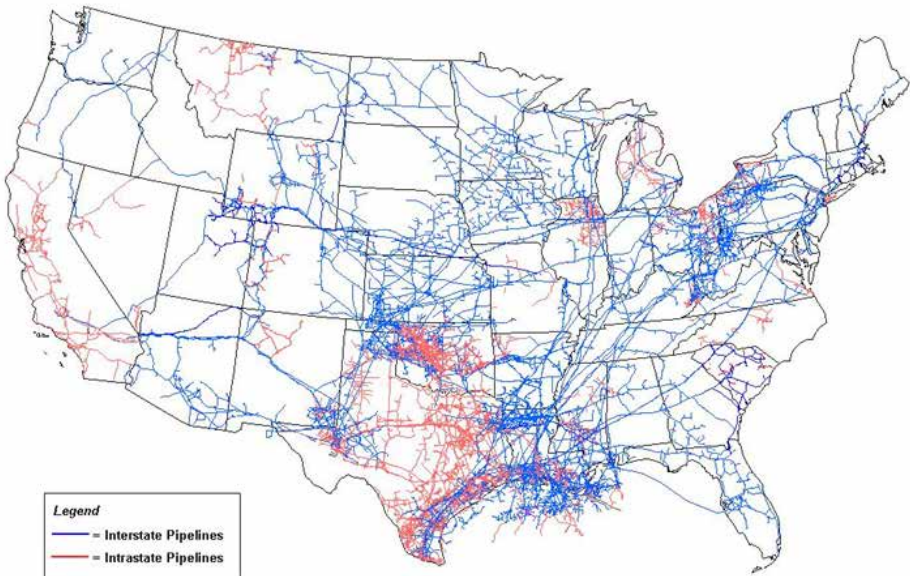 Legend
= Interstate Pipelines
= Intrastate Pipelines